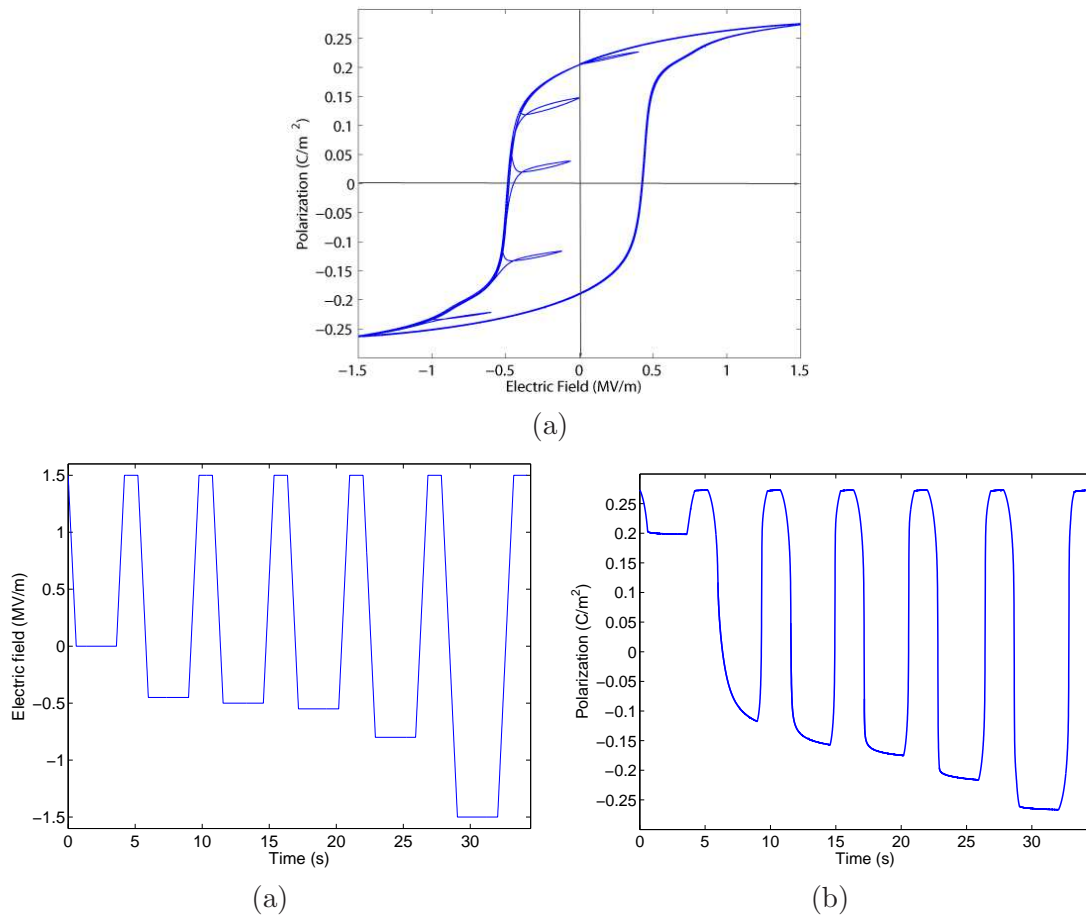 0.25
0.2
0.15
0.1
0.05
0
−0.05
−0.1
−0.15
−0.2
−0.25
Polarization (C/m²)
−1.5 −1 −0.5 0 0.5 1 1.5
Electric Field (MV/m)
(a)
1.5
1
0.5
0
−0.5
−1
−1.5
Electric field (MV/m)
0 5 10 15 20 25 30
Time (s)
(a)
0.25
0.2
0.15
0.1
0.05
0
−0.05
−0.1
−0.15
−0.2
−0.25
Polarization (C/m²)
0 5 10 15 20 25 30
Time (s)
(b)